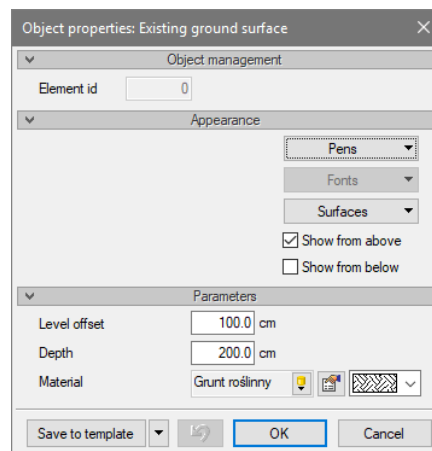 Object properties: Existing ground surface
Object management
Element id 0
Appearance
Pens
Fonts
Surfaces
Show from above
Show from below
Parameters
Level offset 100.0 cm
Depth 200.0 cm
Material Grunt roślinny
Save to template OK Cancel